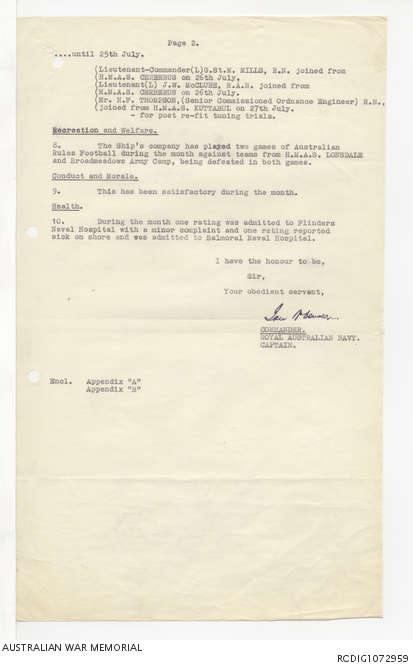 Page 2.
....until 25th July.
(Lieutenant-Commander(L)G.St.M. MILLS, R.N. joined from
(H.M.A.S. CERBERUS on 26th July.
(Lieutenant(L) J.W. McCLURE, R.A.N. joined from
(H.M.A.S. CERBERUS on 26th July.
(Mr. H.F. THOMPSON,(Senior Commissioned Ordnance Engineer) R.N.,
(joined from H.M.A.S. KUTTABUL on 27th July.
- for post re-fit tuning trials.
Recreation and Welfare.
8. The Ship's company has played two games of Australian
Rules Football during the month against teams from H.M.A.S. LONSDALE
and Broadmeadows Army Camp, being defeated in both games.
Conduct and Morale.
9. This has been satisfactory during the month.
Health.
10. During the month one rating was admitted to Flinders
Naval Hospital with a minor complaint and one rating reported
sick on shore and was admitted to Balmoral Naval Hospital.
I have the honour to be,
Sir,
Your obedient servant,
COMMANDER.
ROYAL AUSTRALIAN NAVY.
CAPTAIN.
Encl. Appendix "A"
Appendix "B"
AUSTRALIAN WAR MEMORIAL
RCDIG1072959